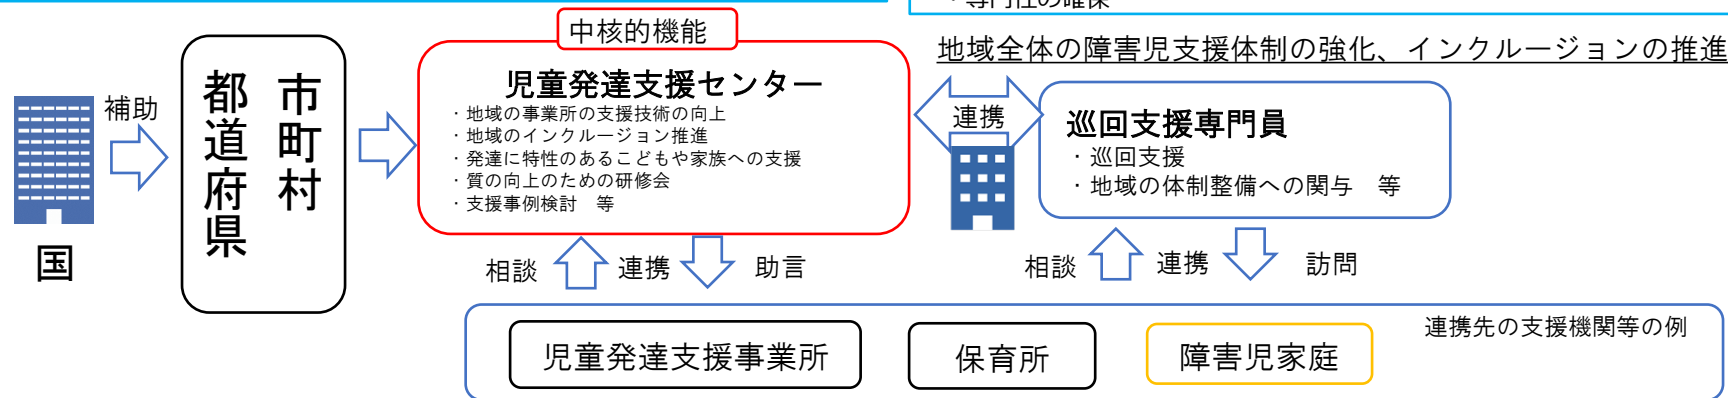 ・専門性の確保
中核的機能
地域全体の障害児支援体制の強化、インクルージョンの推進
国
補助
都道府県
市町村
児童発達支援センター
・地域の事業所の支援技術の向上
・地域のインクルージョン推進
・発達に特性のあるこどもや家族への支援
・質の向上のための研修会
・支援事例検討　等
連携
巡回支援専門員
・巡回支援
・地域の体制整備への関与　等
相談
連携
助言
相談
連携
訪問
連携先の支援機関等の例
児童発達支援事業所
保育所
障害児家庭